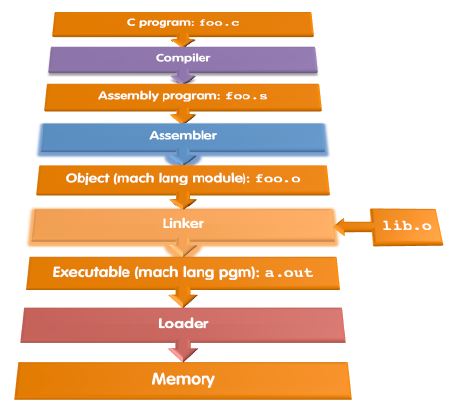 C program: foo.c
Compiler
Assembly program: foo.s
Assembler
Object (mach lang module): foo.o
Linker
lib.o
Executable (mach lang pgm): a.out
Loader
Memory